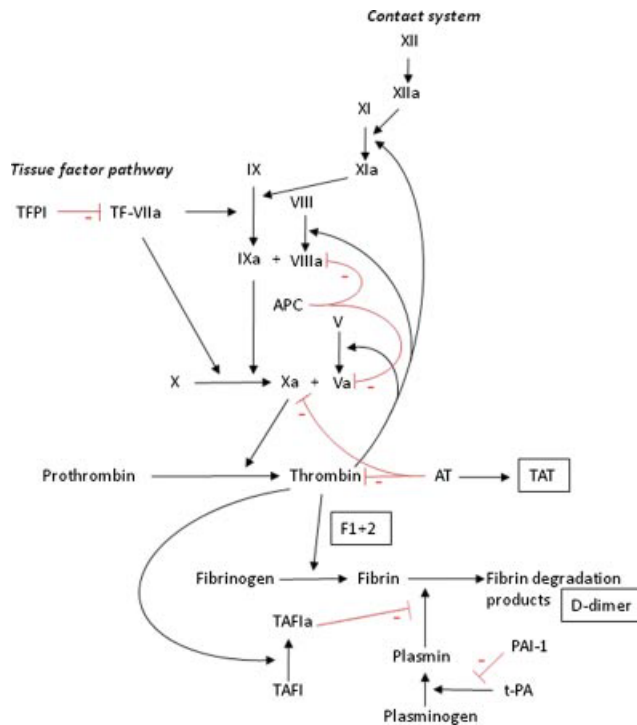 Contact system
XII
XIIa
XI
Tissue factor pathway
IX
XIa
VIII
TFPI
-
TF-VIIa
IXa + VIIIa
-
APC
V
X
Xa + Va
-
-
Prothrombin
Thrombin
-
AT
TAT
F1+2
Fibrinogen
Fibrin
Fibrin degradation
products
D-dimer
TAFIa
-
Plasmin
PAI-1
-
TAFI
t-PA
Plasminogen